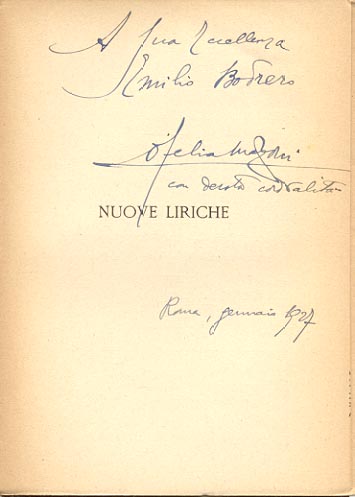 A Sua Eccellenza
Emilio Bodrero
Ofelia Mazzoni
con devota cordialità
NUOVE LIRICHE
Roma, gennaio 1927